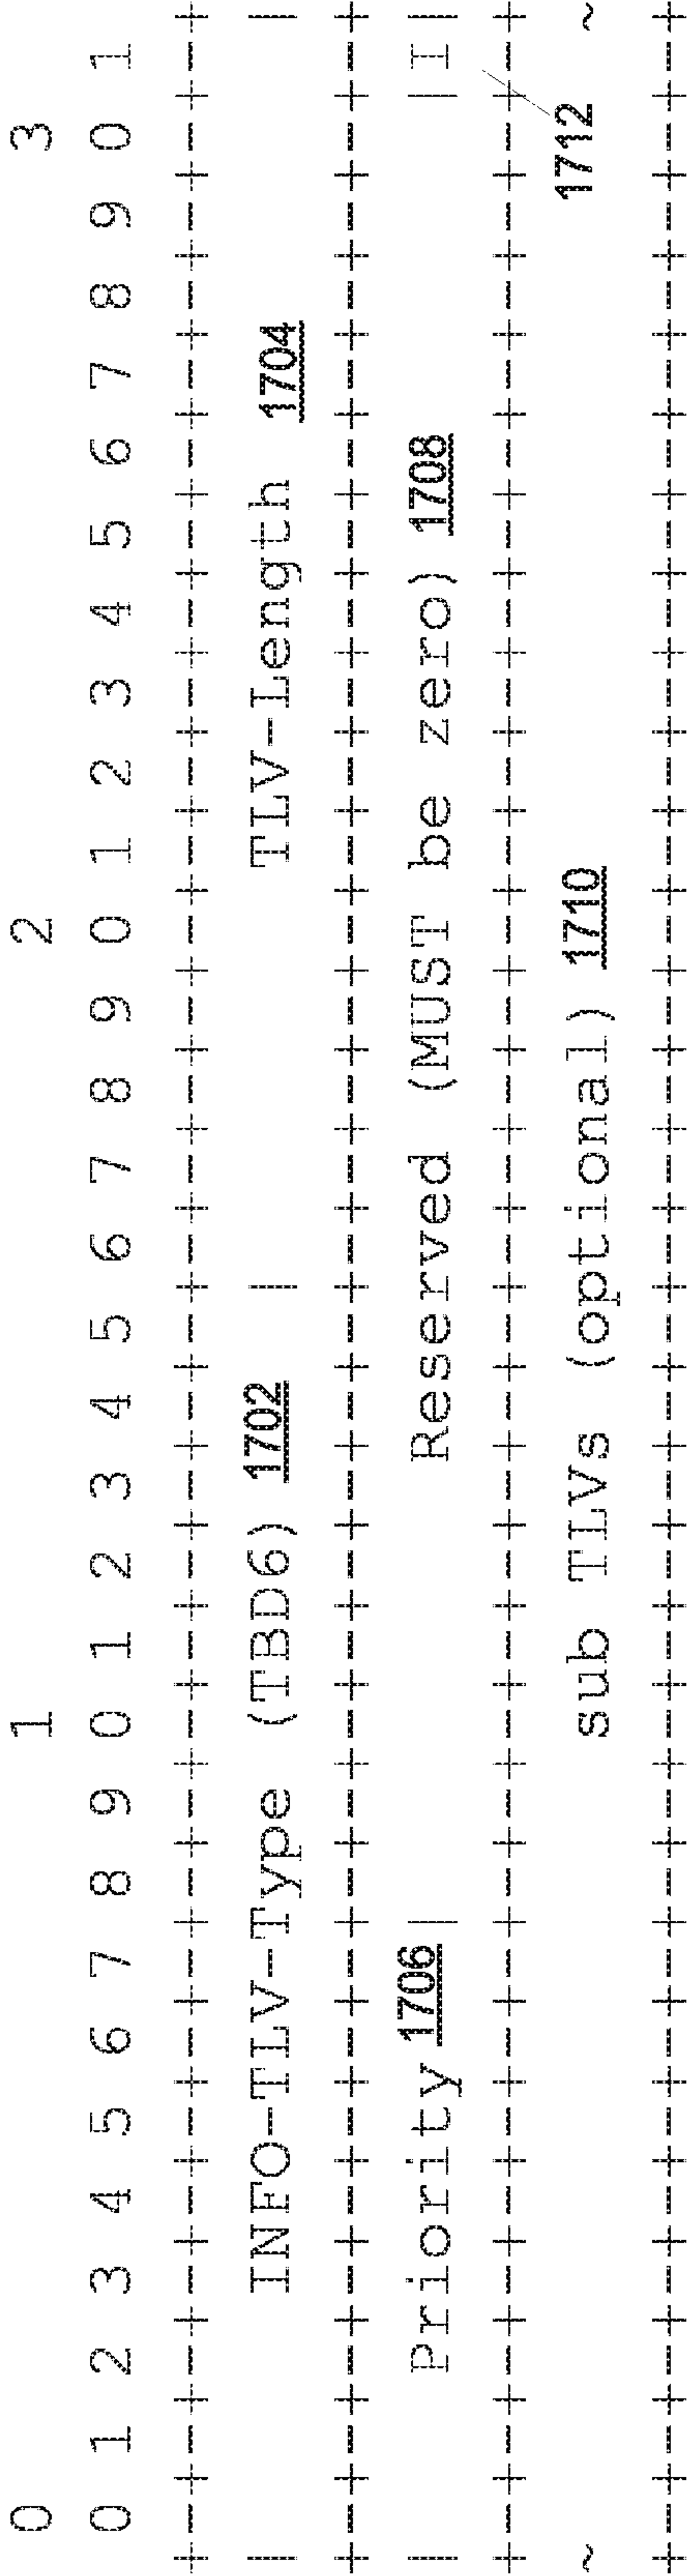 0                   1                   2                   3
 0 1 2 3 4 5 6 7 8 9 0 1 2 3 4 5 6 7 8 9 0 1 2 3 4 5 6 7 8 9 0 1
+-+-+-+-+-+-+-+-+-+-+-+-+-+-+-+-+-+-+-+-+-+-+-+-+-+-+-+-+-+-+-+-+
| INFO-TLV-Type (TBD6) 1702 | TLV-Length 1704 |
+-+-+-+-+-+-+-+-+-+-+-+-+-+-+-+-+-+-+-+-+-+-+-+-+-+-+-+-+-+-+-+-+
| Priority 1706 | Reserved (MUST be zero) 1708 |I|
+-+-+-+-+-+-+-+-+-+-+-+-+-+-+-+-+-+-+-+-+-+-+-+-+-+-+-+-+-+-+-+-+
~ sub TLVs (optional) 1710 1712 ~
+-+-+-+-+-+-+-+-+-+-+-+-+-+-+-+-+-+-+-+-+-+-+-+-+-+-+-+-+-+-+-+-+